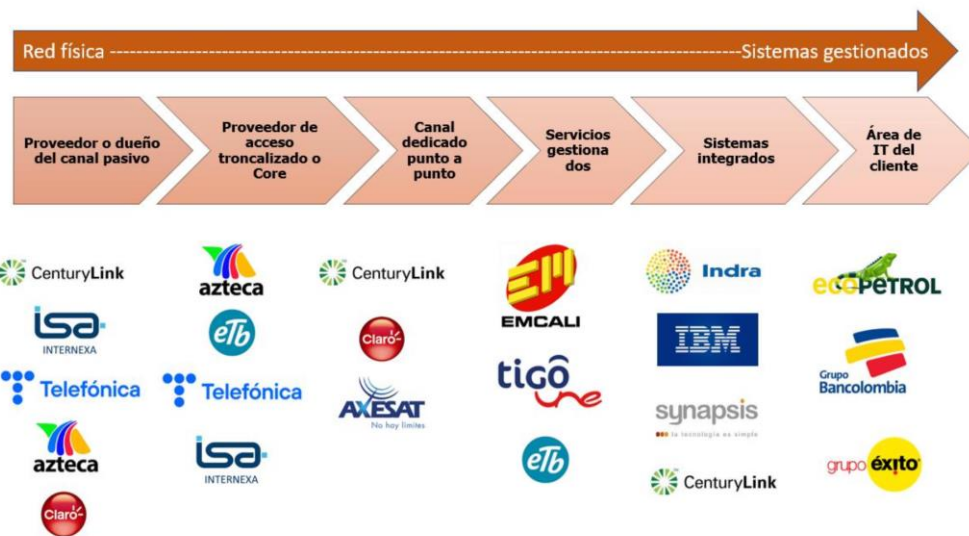 Red física -----------------------------------------------------------------------------------------------Sistemas gestionados
Proveedor o dueño
del canal pasivo
Proveedor de
acceso
troncalizado o
Core
Canal
dedicado
punto a
punto
Servicios
gestiona
dos
Sistemas
integrados
Área de
IT del
cliente
CenturyLink
isa
INTERNEXA
Telefónica
azteca
Claro
azteca
eTb
Telefónica
isa
INTERNEXA
CenturyLink
Claro
AXESAT
No hay límites
EM
EMCALI
tigo
une
eTb
Indra
IBM
synapsis
la tecnología es simple
CenturyLink
ecoPETROL
Grupo
Bancolombia
grupo éxito